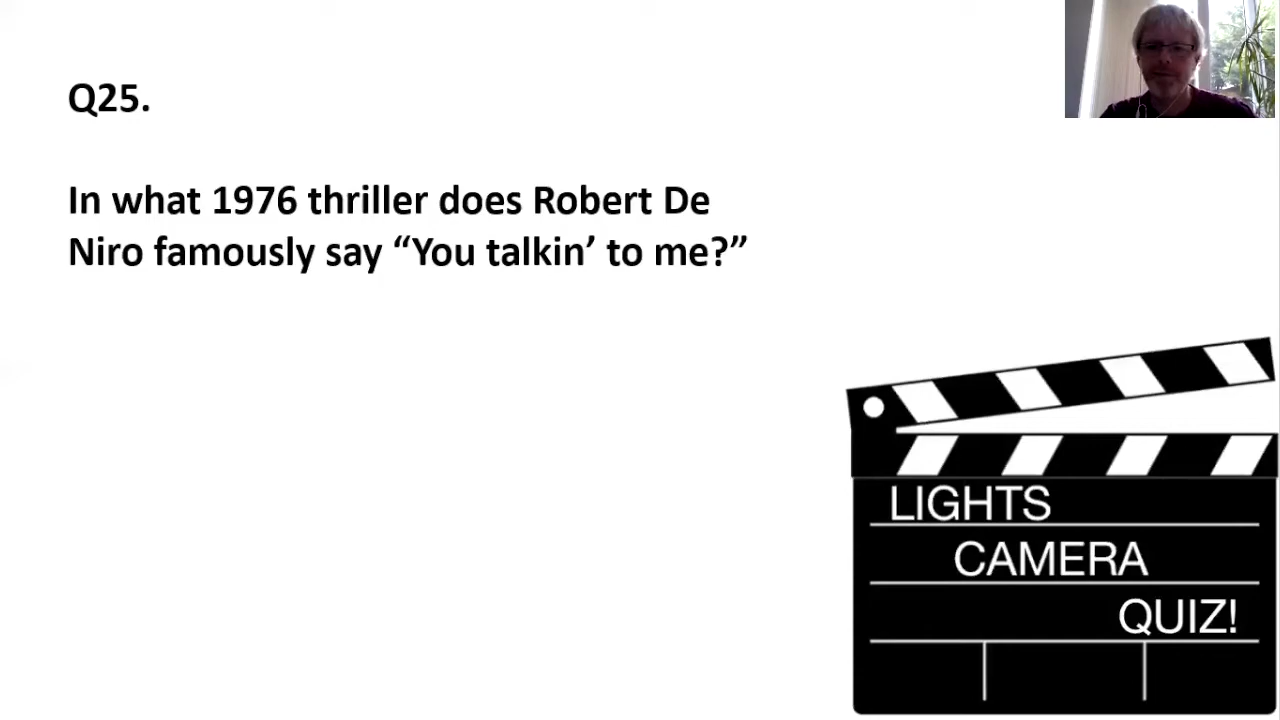 Q25.
In what 1976 thriller does Robert De
Niro famously say “You talkin’ to me?”
LIGHTS
CAMERA
QUIZ!